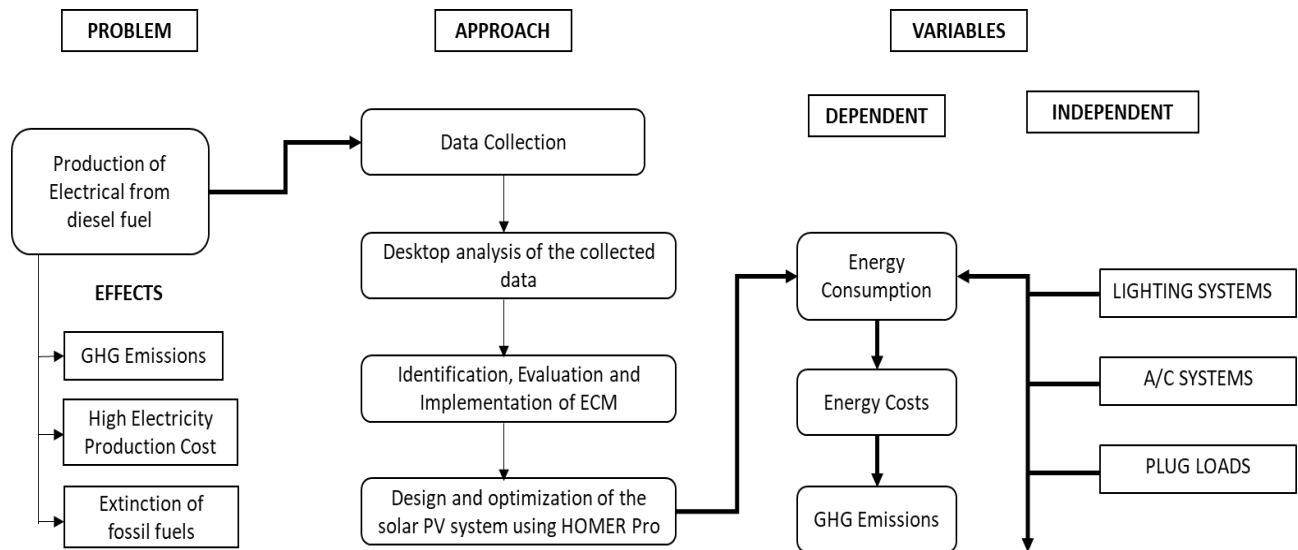 PROBLEM
APPROACH
VARIABLES
DEPENDENT
INDEPENDENT
Production of
Electrical from
diesel fuel
EFFECTS
GHG Emissions
High Electricity
Production Cost
Extinction of
fossil fuels
Data Collection
Desktop analysis of the collected
data
Identification, Evaluation and
Implementation of ECM
Design and optimization of the
solar PV system using HOMER Pro
Energy
Consumption
Energy Costs
GHG Emissions
LIGHTING SYSTEMS
A/C SYSTEMS
PLUG LOADS